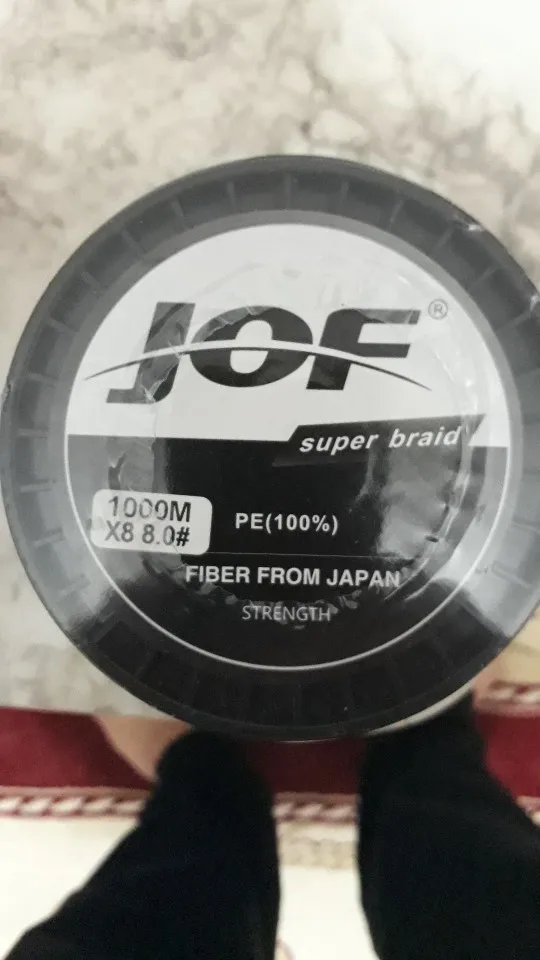 JOF®
super braid
1000M
X8 8.0#
PE(100%)
FIBER FROM JAPAN
STRENGTH